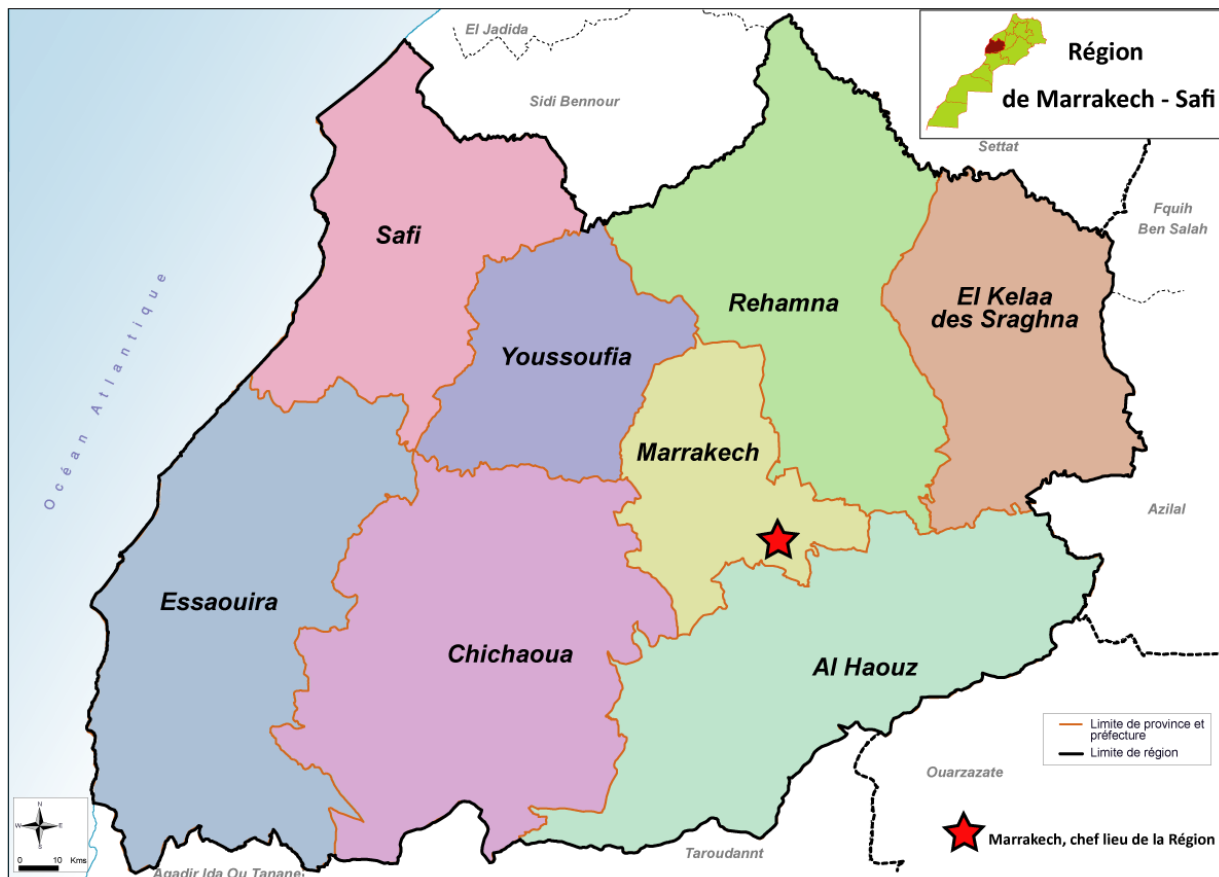 El Jadida
Région
de Marrakech - Safi
Sidi Bennour
Settat
Fquih
Ben Salah
Safi
Océan Atlantique
Rehamna
El Kelaa
des Sraghna
Youssoufia
Marrakech
Azilal
Essaouira
Chichaoua
Al Haouz
Limite de province et
préfecture
Limite de région
Ouarzazate
N
W
E
S
0
10
Kms
Marrakech, chef lieu de la Région
Taroudannt
Agadir Ida Ou Tanane